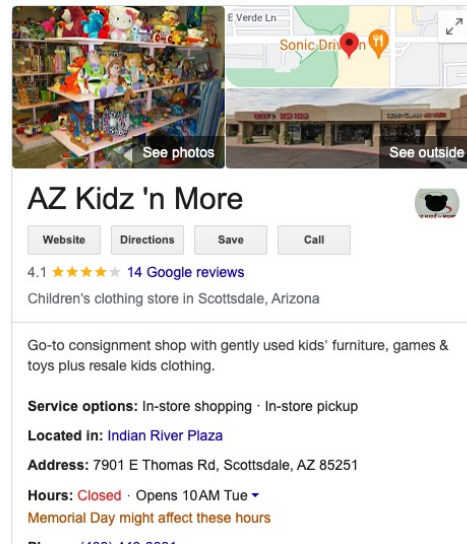 E Verde Ln
Sonic Driv n
See photos
See outside
AZ Kidz 'n More
Website
Directions
Save
Call
4.1
14 Google reviews
Children's clothing store in Scottsdale, Arizona
Go-to consignment shop with gently used kids' furniture, games &
toys plus resale kids clothing.
Service options: In-store shopping · In-store pickup
Located in: Indian River Plaza
Address: 7901 E Thomas Rd, Scottsdale, AZ 85251
Hours: Closed · Opens 10AM Tue
Memorial Day might affect these hours